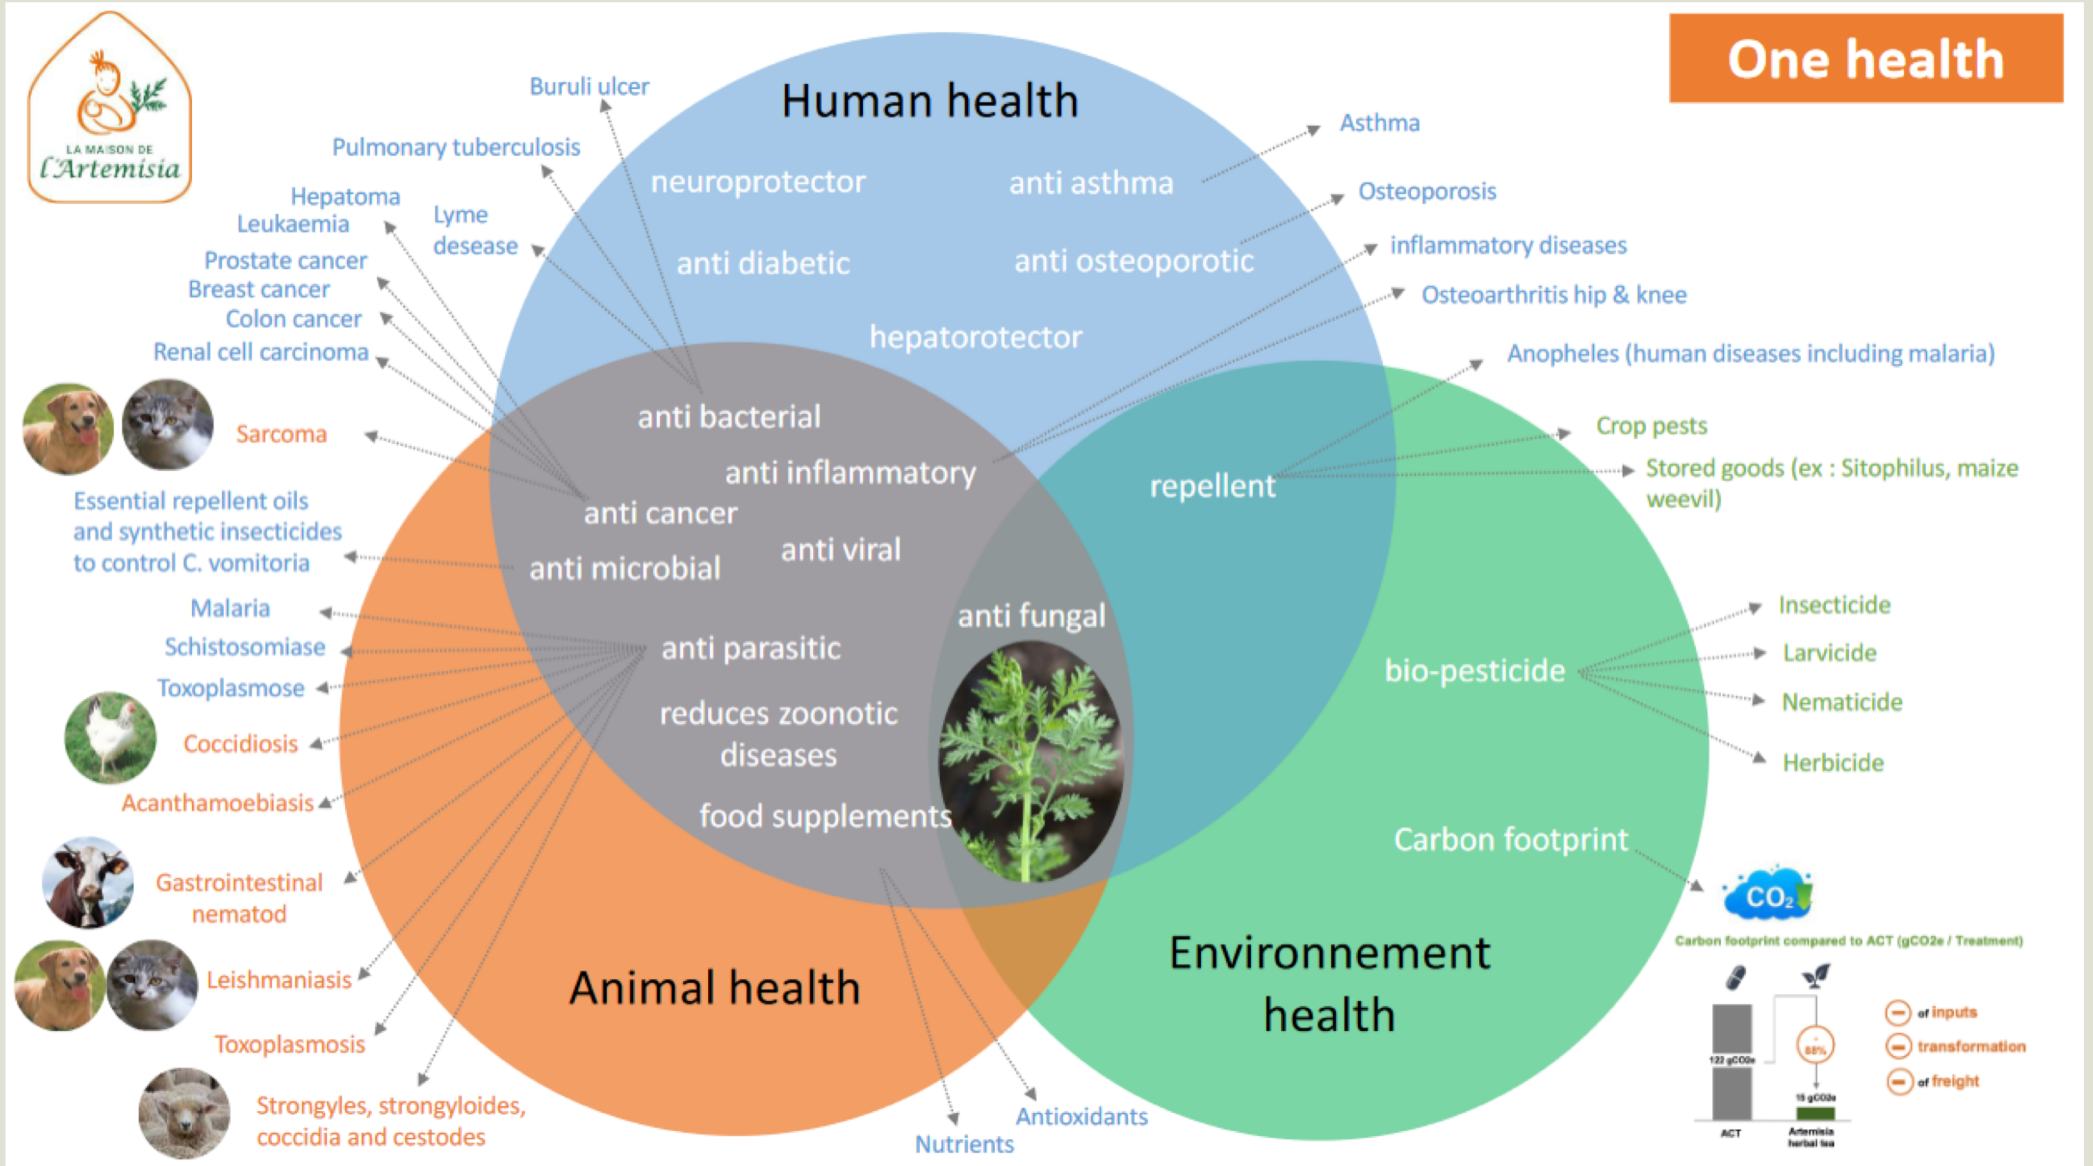 LA MAISON DE
l'Artemisia
One health
Human health
Buruli ulcer
Pulmonary tuberculosis
Hepatoma
Leukaemia
Lyme
desease
Prostate cancer
Breast cancer
Colon cancer
Renal cell carcinoma
Sarcoma
Essential repellent oils
and synthetic insecticides
to control C. vomitoria
Malaria
Schistosomiase
Toxoplasmose
Coccidiosis
Acanthamoebiasis
Gastrointestinal
nematod
Leishmaniasis
Toxoplasmosis
Strongyles, strongyloides,
coccidia and cestodes
neuroprotector
anti asthma
anti diabetic
anti osteoporotic
hepatorotector
anti bacterial
anti inflammatory
anti cancer
anti viral
anti microbial
anti fungal
anti parasitic
reduces zoonotic
diseases
food supplements
repellent
bio-pesticide
Carbon footprint
Animal health
Environnement
health
Nutrients
Antioxidants
Asthma
Osteoporosis
inflammatory diseases
Osteoarthritis hip & knee
Anopheles (human diseases including malaria)
Crop pests
Stored goods (ex : Sitophilus, maize
weevil)
Insecticide
Larvicide
Nematicide
Herbicide
CO2
Carbon footprint compared to ACT (gCO2e / Treatment)
122 gCO2e
- 88%
15 gCO2e
ACT
Artemisia
herbal tea
of inputs
transformation
of freight